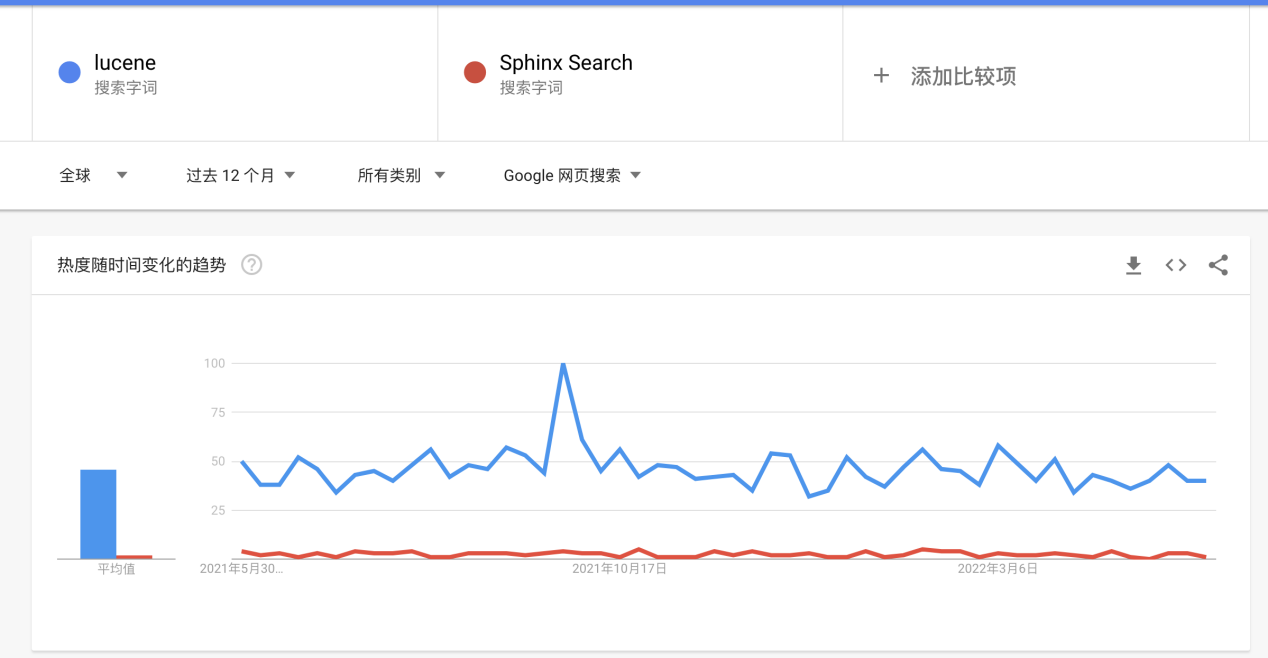 lucene
搜索字词
Sphinx Search
搜索字词
+ 添加比较项
全球
过去 12 个月
所有类别
Google 网页搜索
热度随时间变化的趋势
?
100
75
50
25
平均值
2021年5月30...
2021年10月17日
2022年3月6日